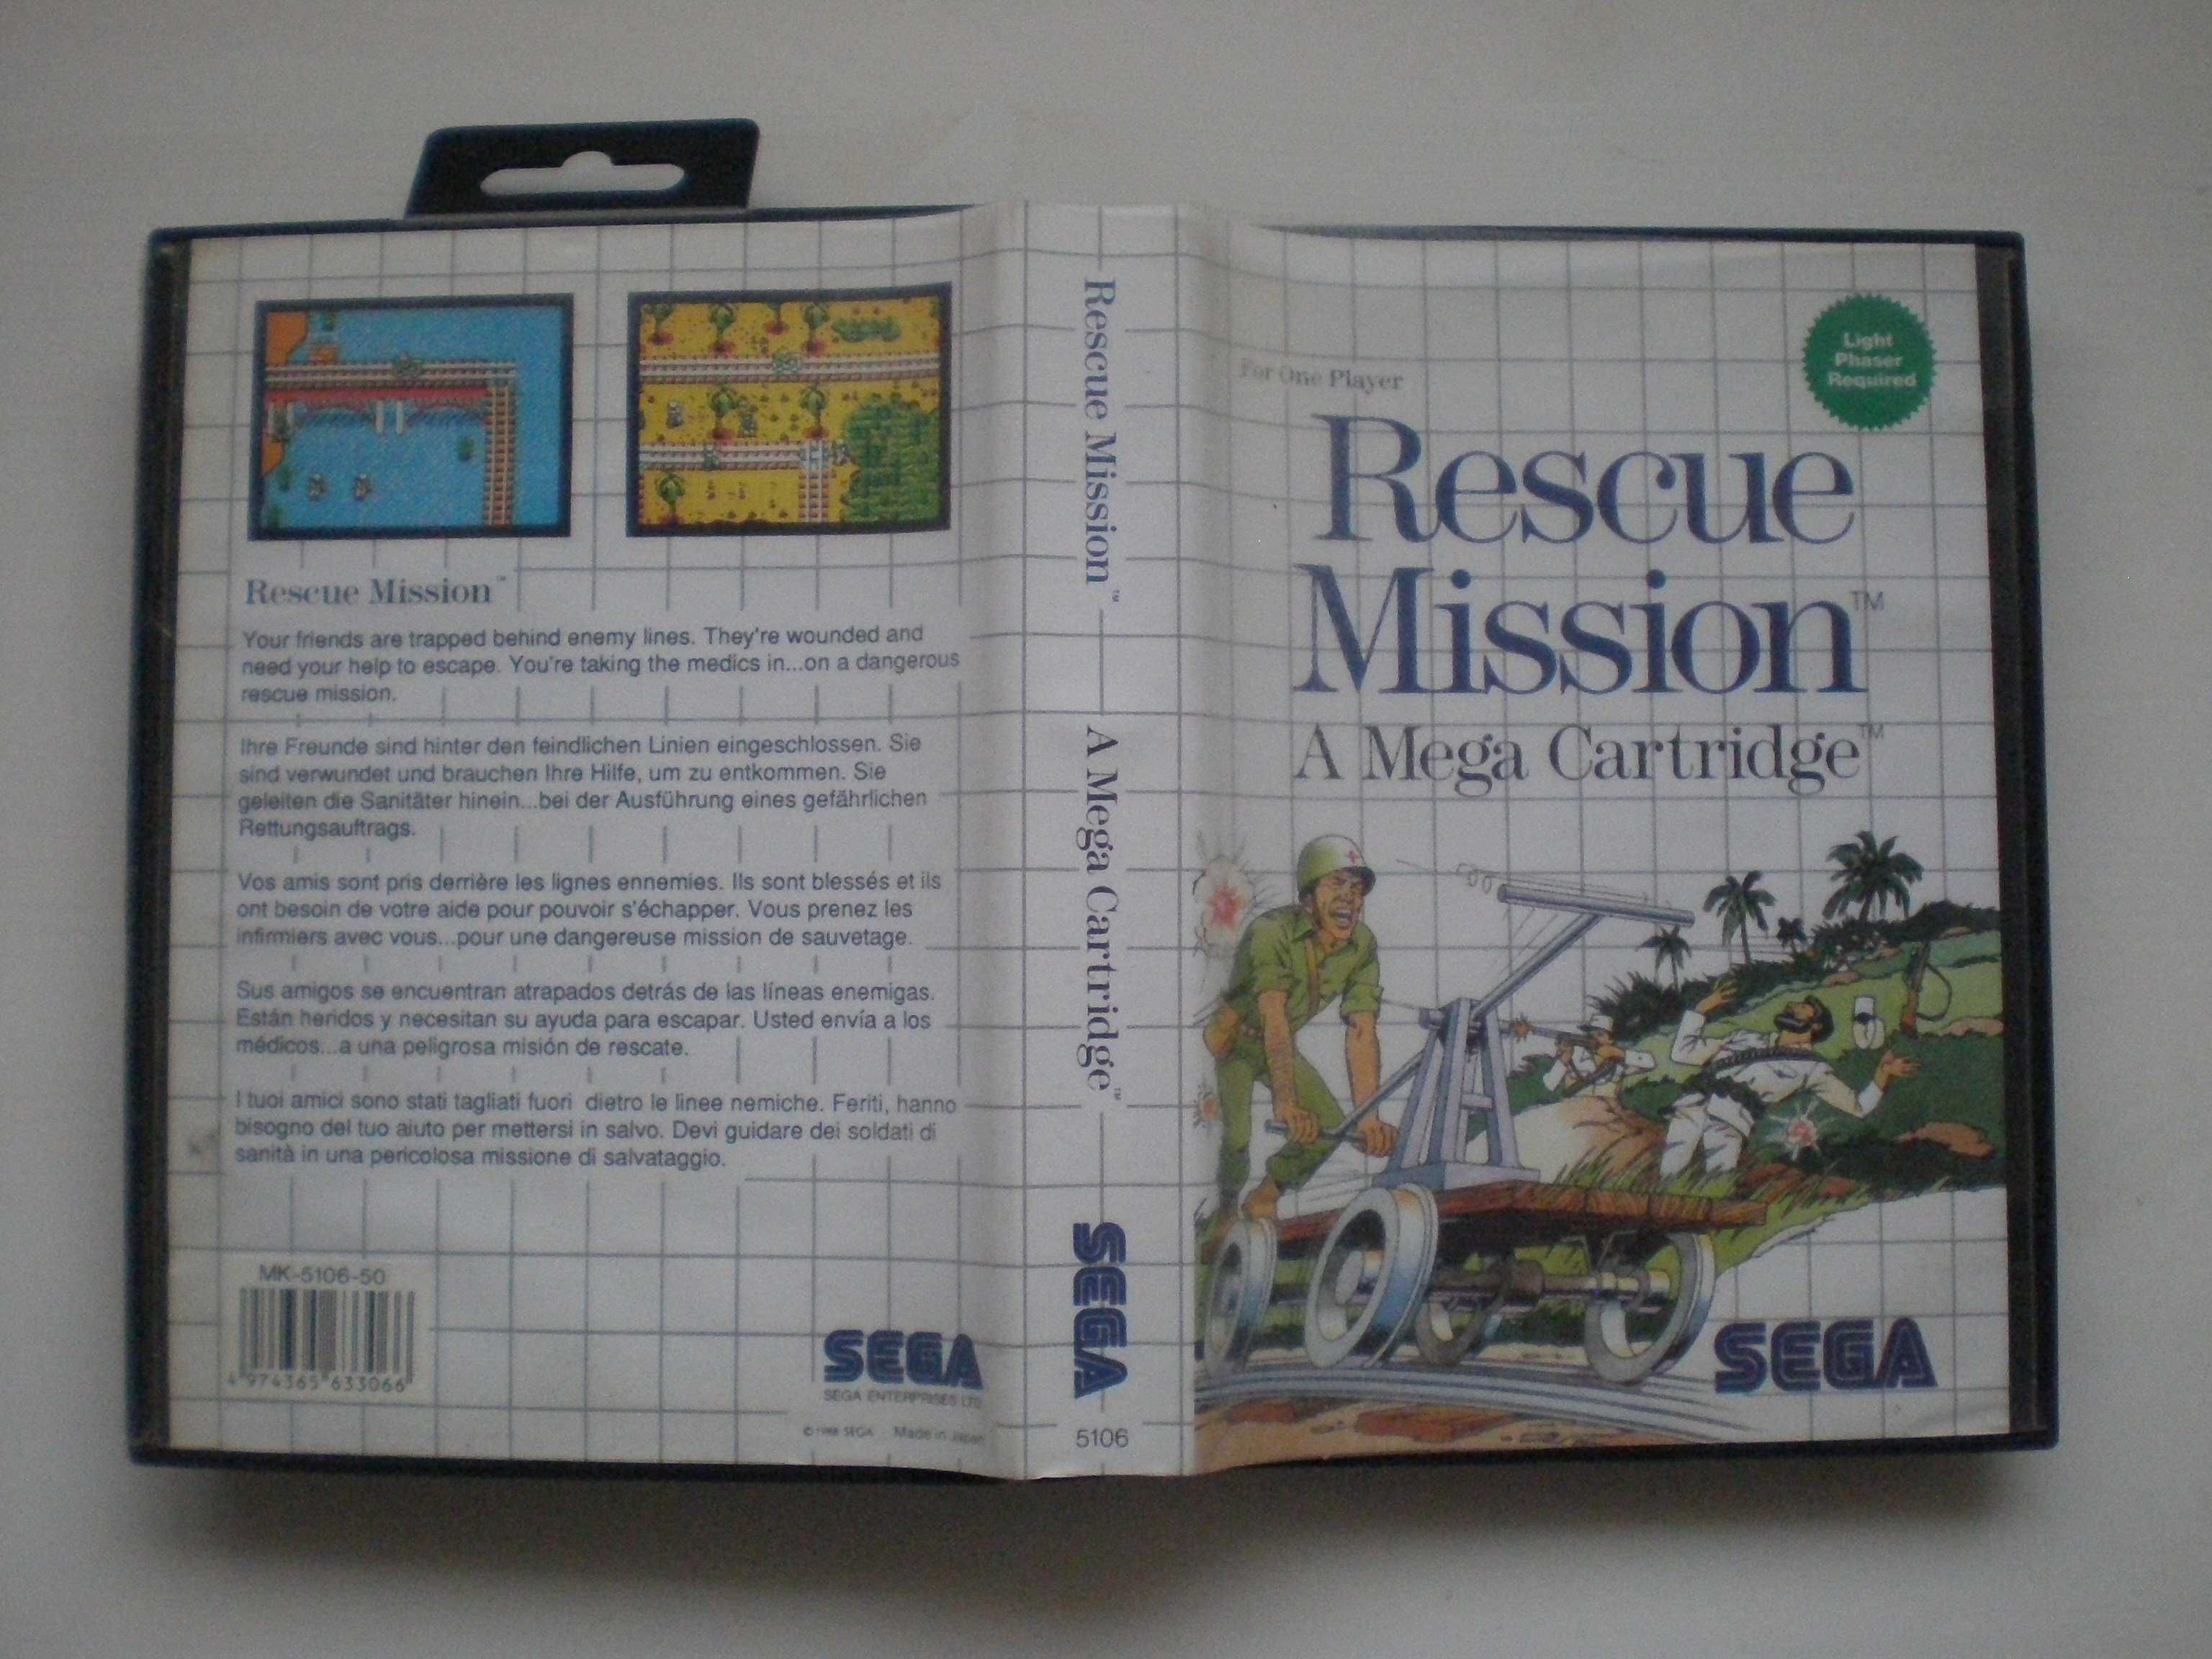 Rescue Mission™
Your friends are trapped behind enemy lines. They're wounded and
need your help to escape. You're taking the medics in...on a dangerous
rescue mission.
Ihre Freunde sind hinter den feindlichen Linien eingeschlossen. Sie
sind verwundet und brauchen Ihre Hilfe, um zu entkommen. Sie
geleiten die Sanitäter hinein...bei der Ausführung eines gefährlichen
Rettungsauftrags.
Vos amis sont pris derrière les lignes ennemies. Ils sont blessés et ils
ont besoin de votre aide pour pouvoir s'échapper. Vous prenez les
infirmiers avec vous...pour une dangereuse mission de sauvetage.
Sus amigos se encuentran atrapados detrás de las líneas enemigas.
Están heridos y necesitan su ayuda para escapar. Usted envía a los
médicos...a una peligrosa misión de rescate.
I tuoi amici sono stati tagliati fuori dietro le linee nemiche. Feriti, hanno
bisogno del tuo aiuto per mettersi in salvo. Devi guidare dei soldati di
sanità in una pericolosa missione di salvataggio.
MK-5106-50
4 974365 633066
SEGA
SEGA ENTERPRISES LTD.
© 1988 SEGA Made in Japan
Rescue Mission™ A Mega Cartridge™ SEGA
5106
For One Player
Light
Phaser
Required
Rescue
Mission™
A Mega Cartridge™
SEGA